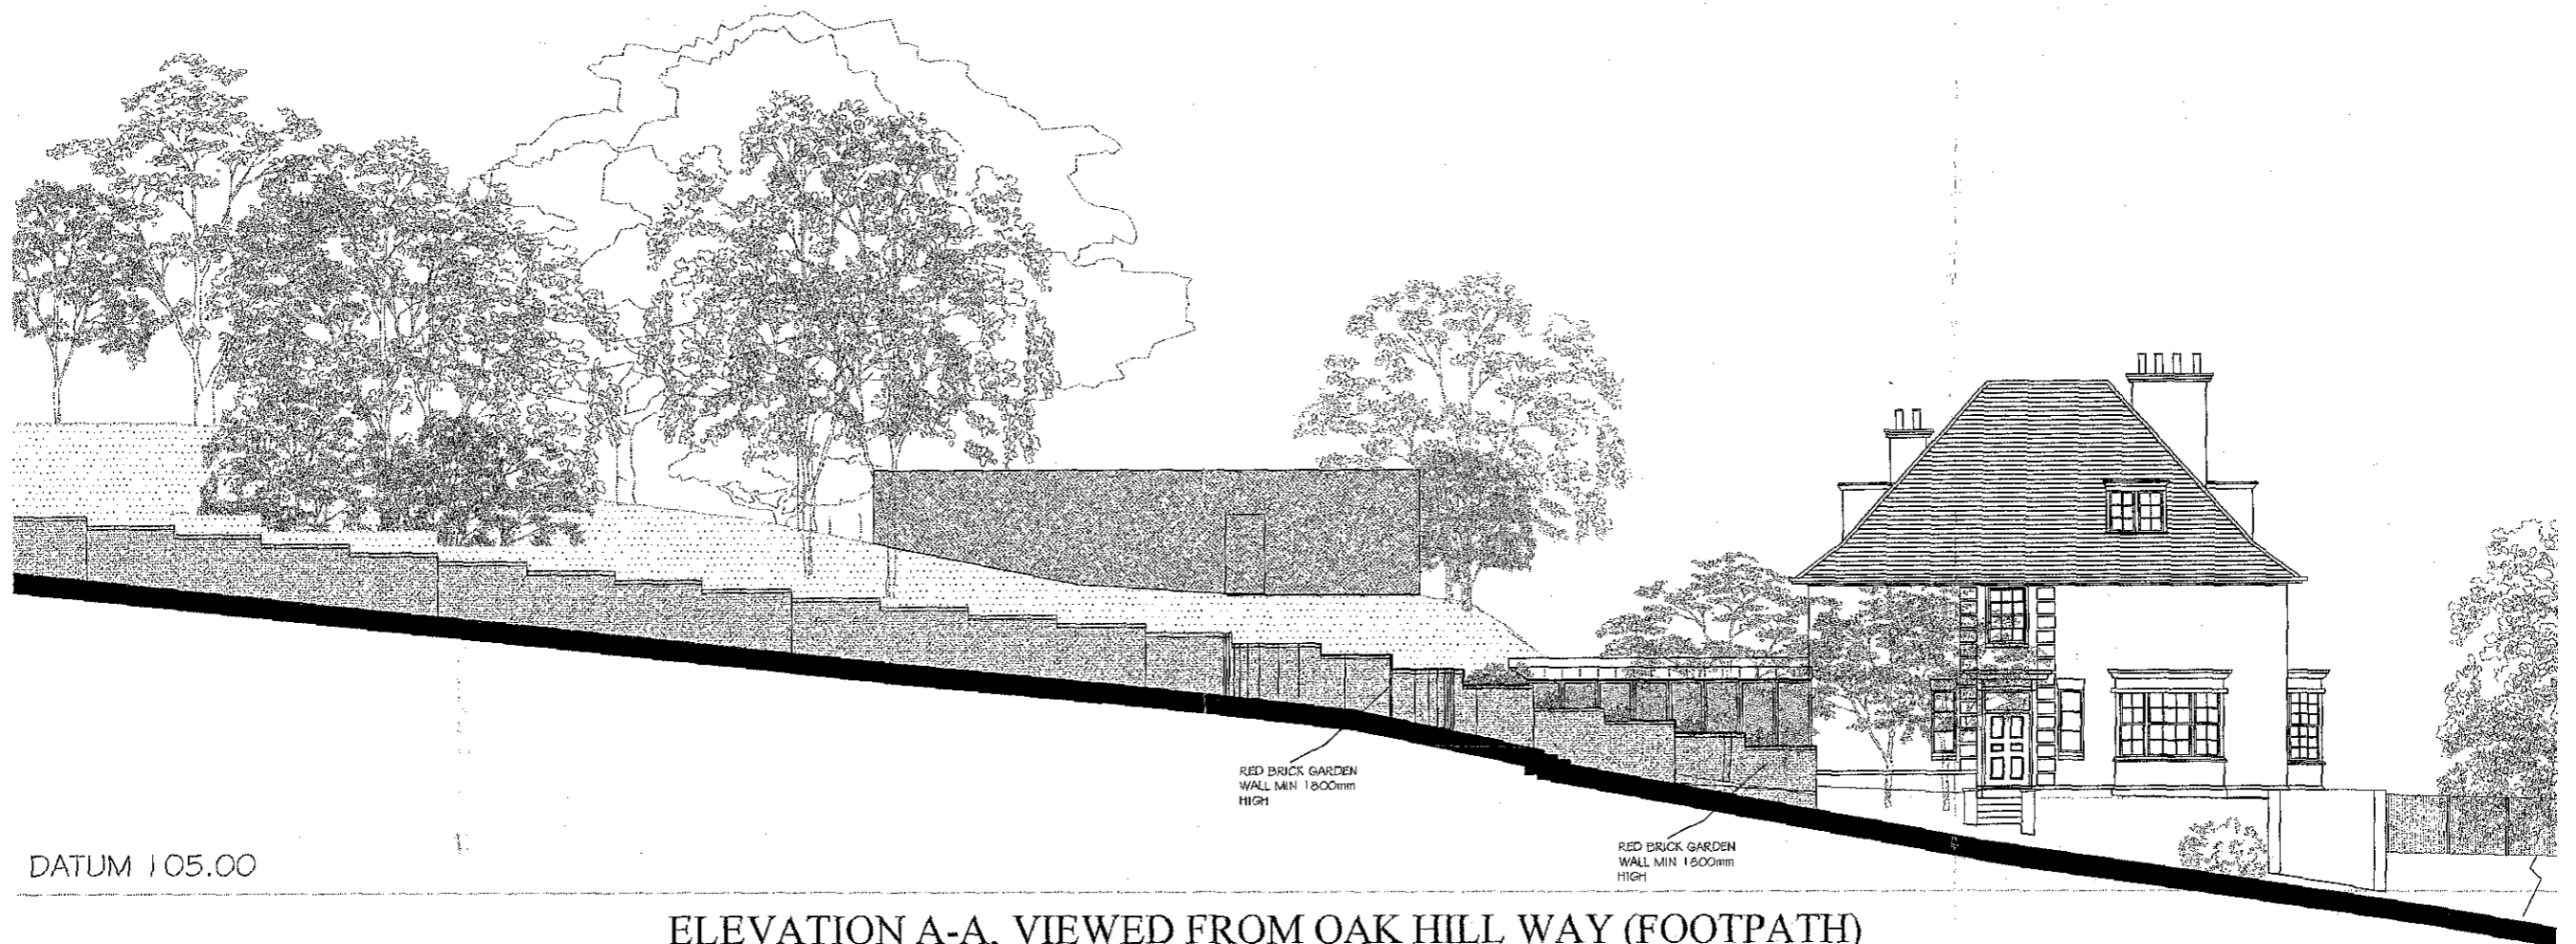 RED BRICK GARDEN
WALL MIN 1800mm
HIGH
RED BRICK GARDEN
WALL MIN 1800mm
HIGH
DATUM 105.00
ELEVATION A-A, VIEWED FROM OAK HILL WAY (FOOTPATH)